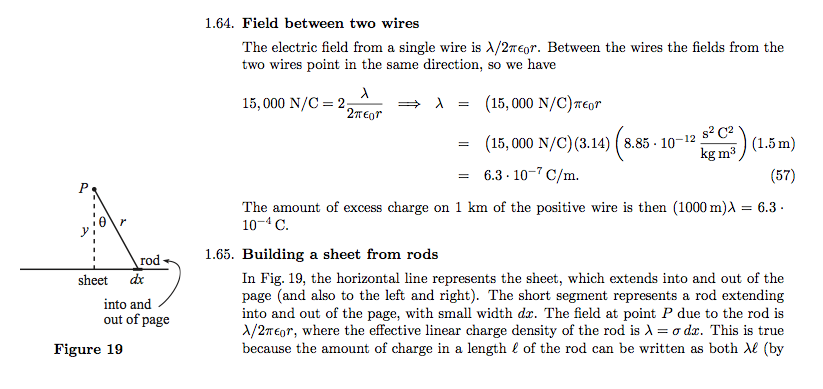 1.64. Field between two wires
The electric field from a single wire is λ/2πϵ₀r. Between the wires the fields from the
two wires point in the same direction, so we have
15,000 N/C = 2 λ/2πϵ₀r ⟹ λ = (15,000 N/C)πϵ₀r
= (15,000 N/C)(3.14) (8.85 · 10⁻¹² s² C²/kg m³) (1.5 m)
= 6.3 · 10⁻⁷ C/m. (57)
The amount of excess charge on 1 km of the positive wire is then (1000 m)λ = 6.3 ·
10⁻⁴ C.
1.65. Building a sheet from rods
In Fig. 19, the horizontal line represents the sheet, which extends into and out of the
page (and also to the left and right). The short segment represents a rod extending
into and out of the page, with small width dx. The field at point P due to the rod is
λ/2πϵ₀r, where the effective linear charge density of the rod is λ = σ dx. This is true
because the amount of charge in a length ℓ of the rod can be written as both λℓ (by
P
θ r
y
rod
sheet dx
into and
out of page
Figure 19